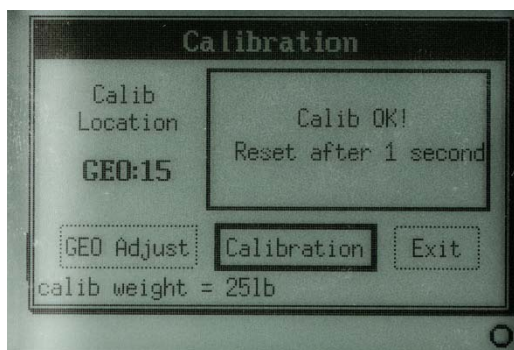 Calibration
Calib
Location
GEO:15
Calib OK!
Reset after 1 second
GEO Adjust
Calibration
Exit
calib weight = 25lb